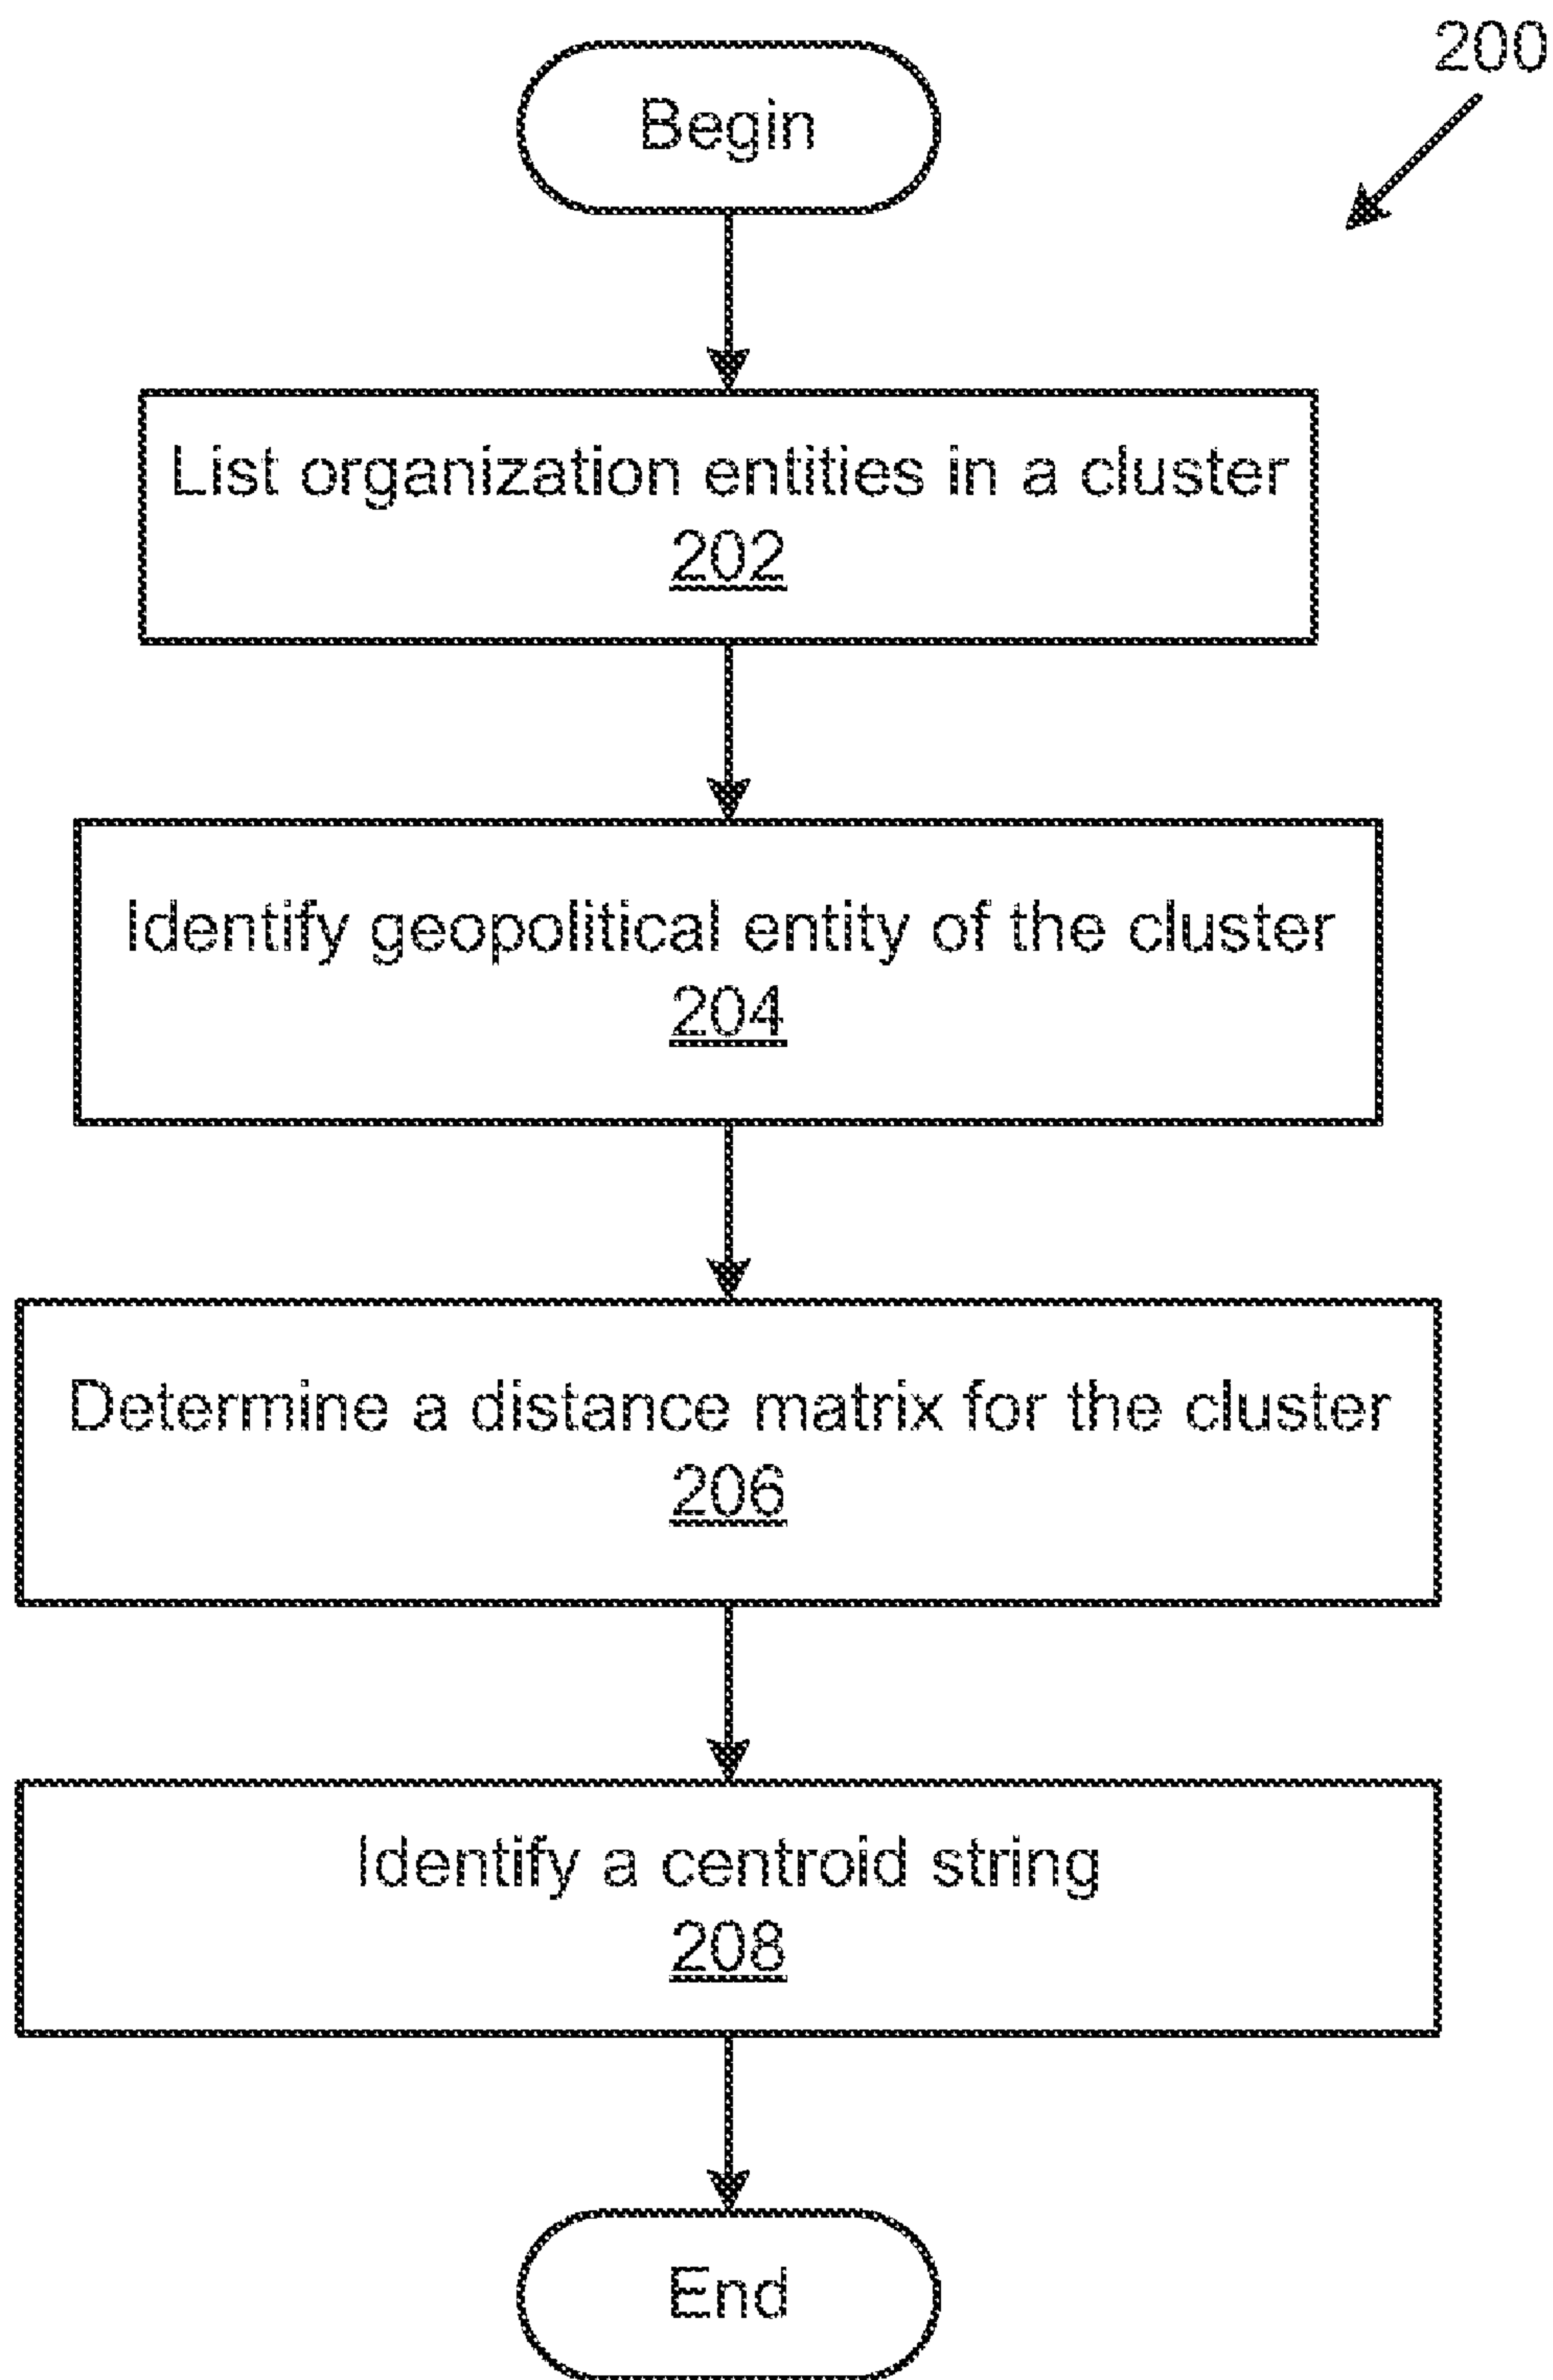 200
Begin
List organization entities in a cluster
202
Identify geopolitical entity of the cluster
204
Determine a distance matrix for the cluster
206
Identify a centroid string
208
End